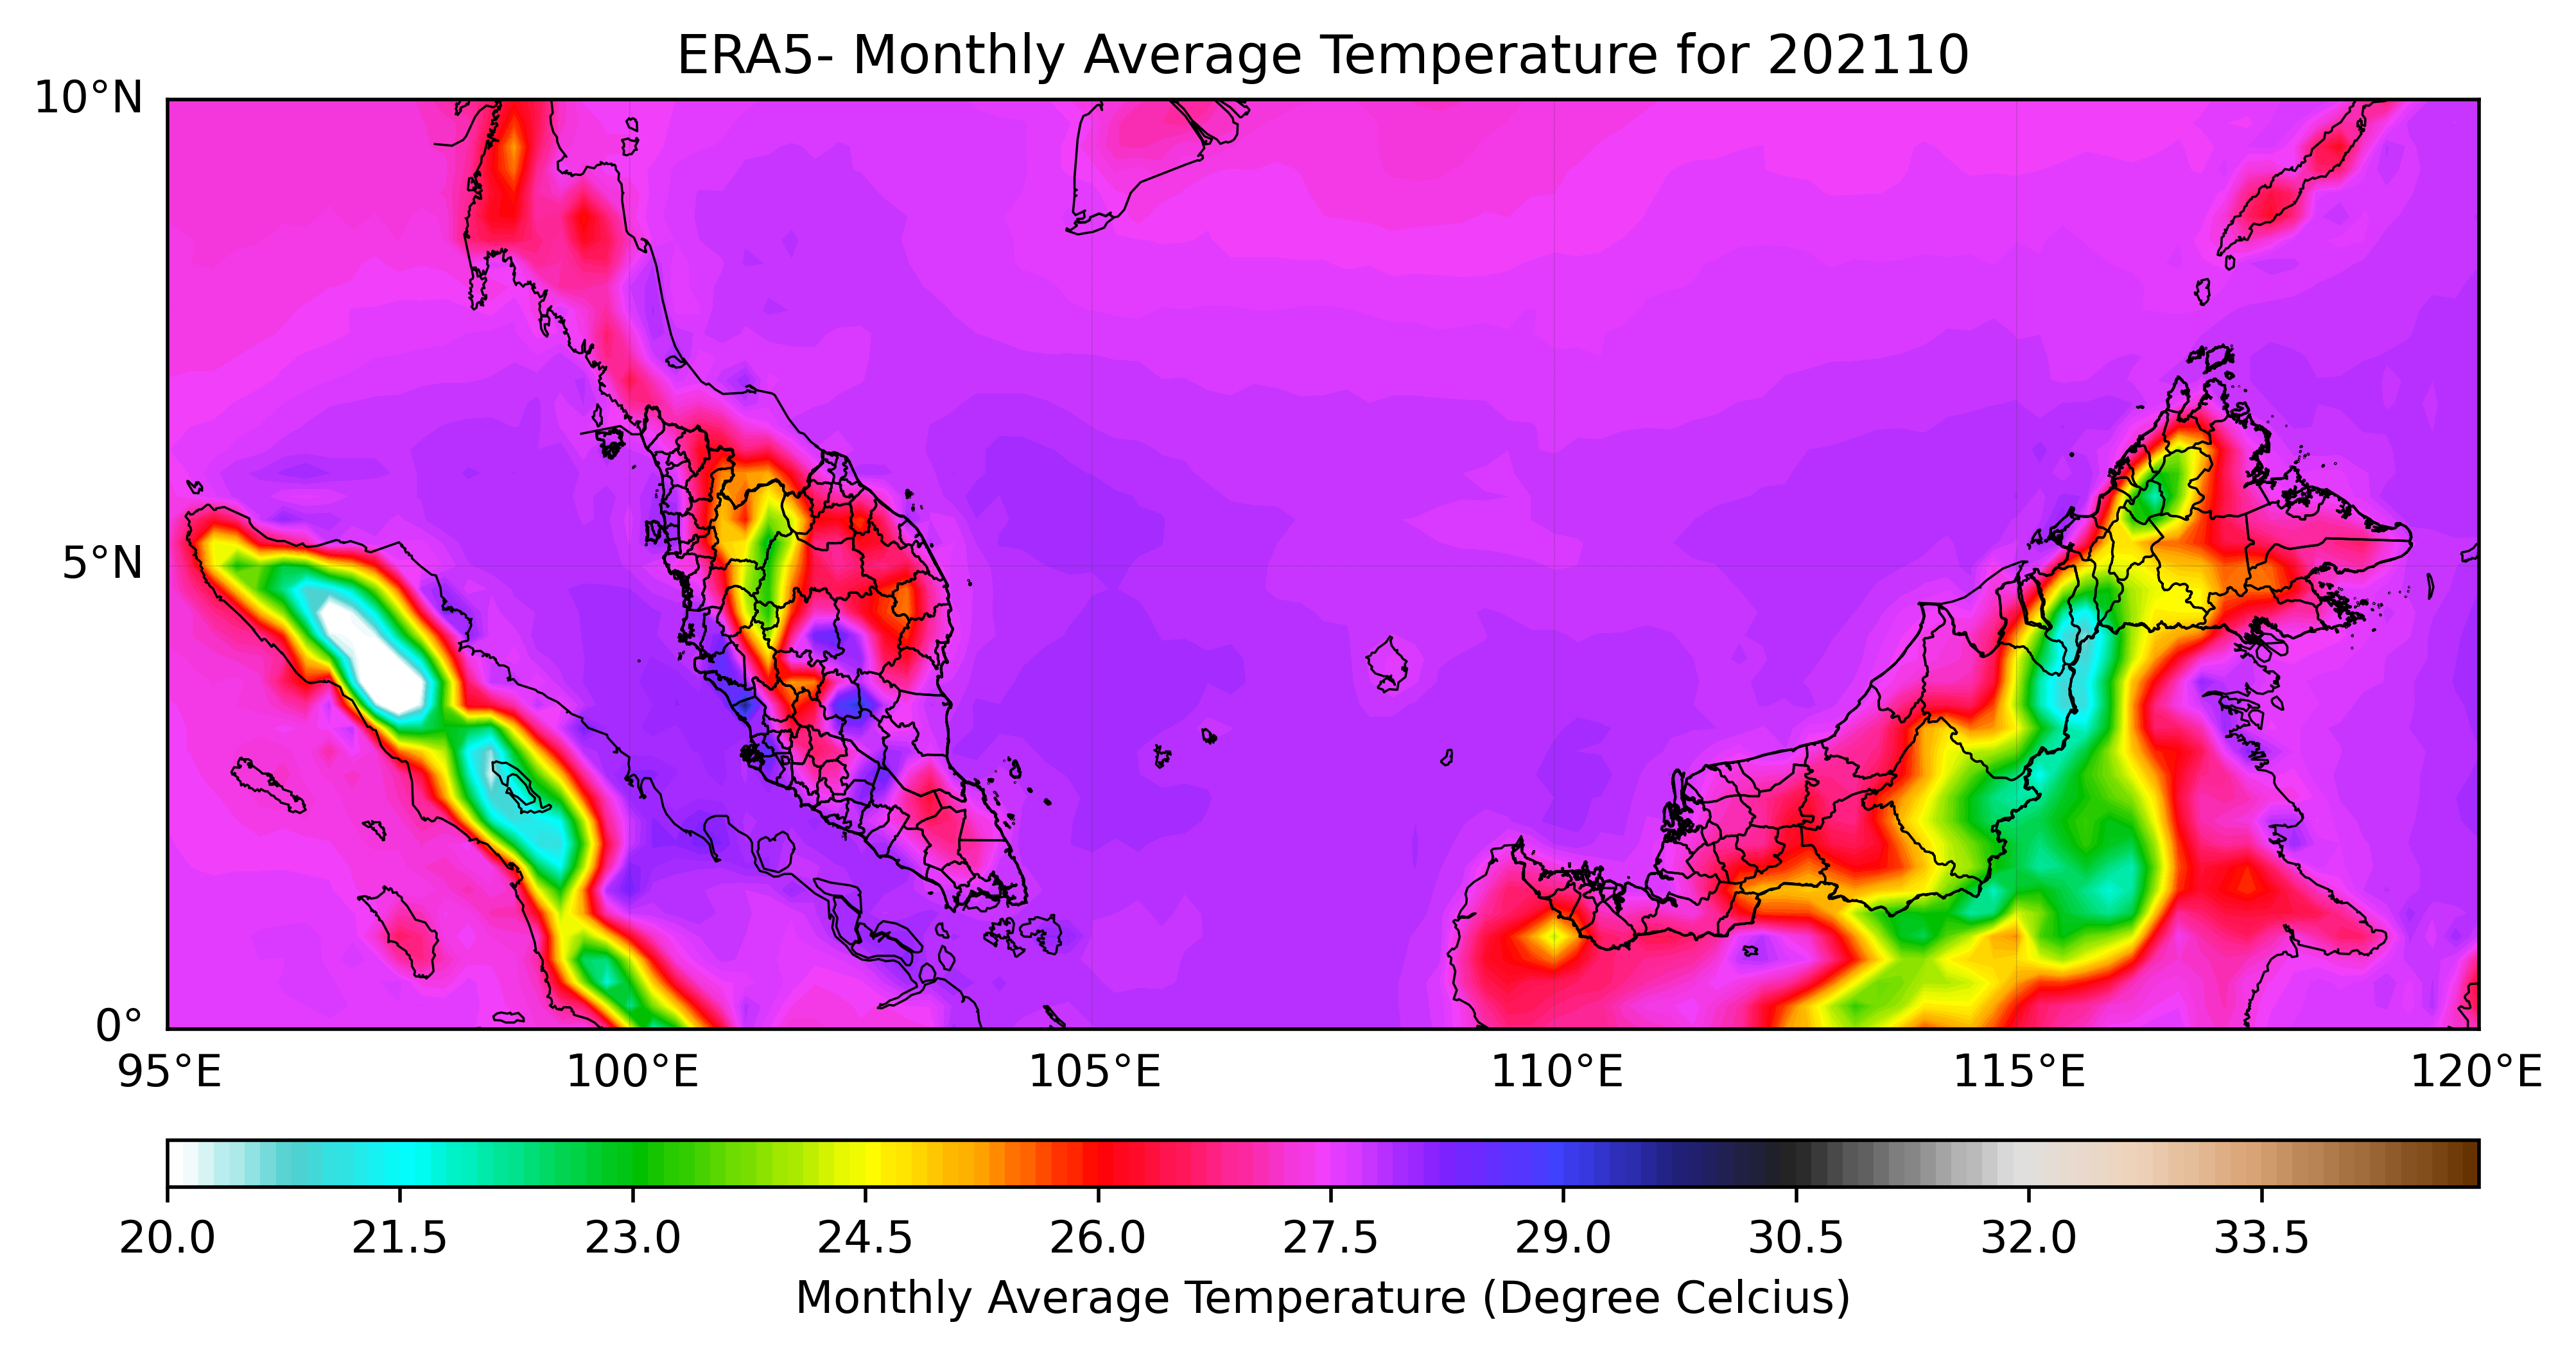 ERA5- Monthly Average Temperature for 202110
10°N
5°N
0°
95°E 100°E 105°E 110°E 115°E 120°E
20.0 21.5 23.0 24.5 26.0 27.5 29.0 30.5 32.0 33.5
Monthly Average Temperature (Degree Celcius)